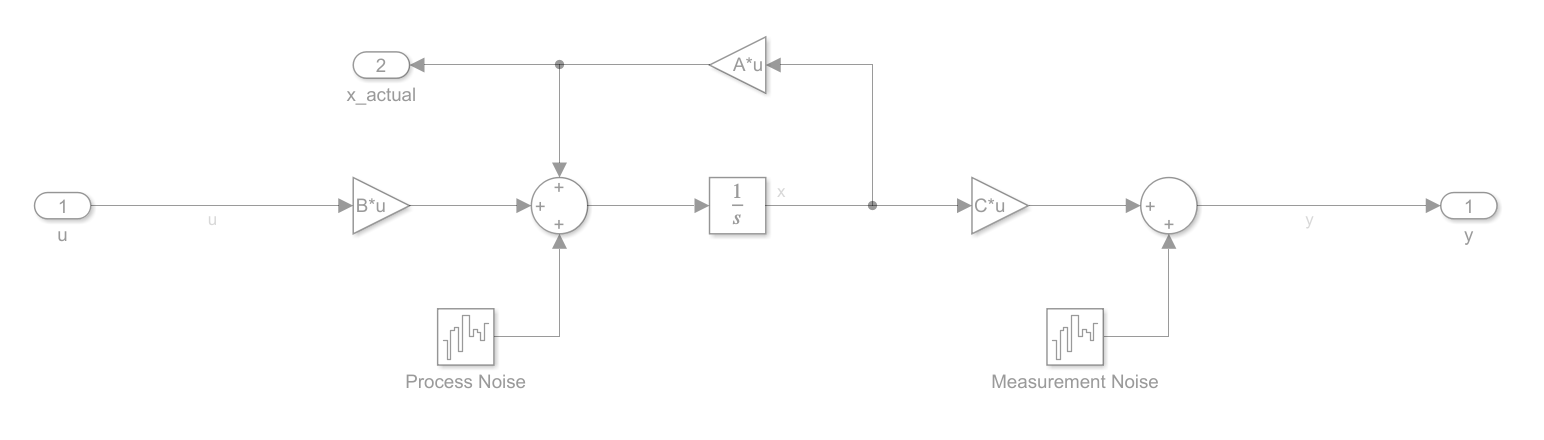 2
x_actual
A*u
1
u
u
B*u
+
+
+
1
s
x
C*u
+
+
y
1
y
Process Noise
Measurement Noise